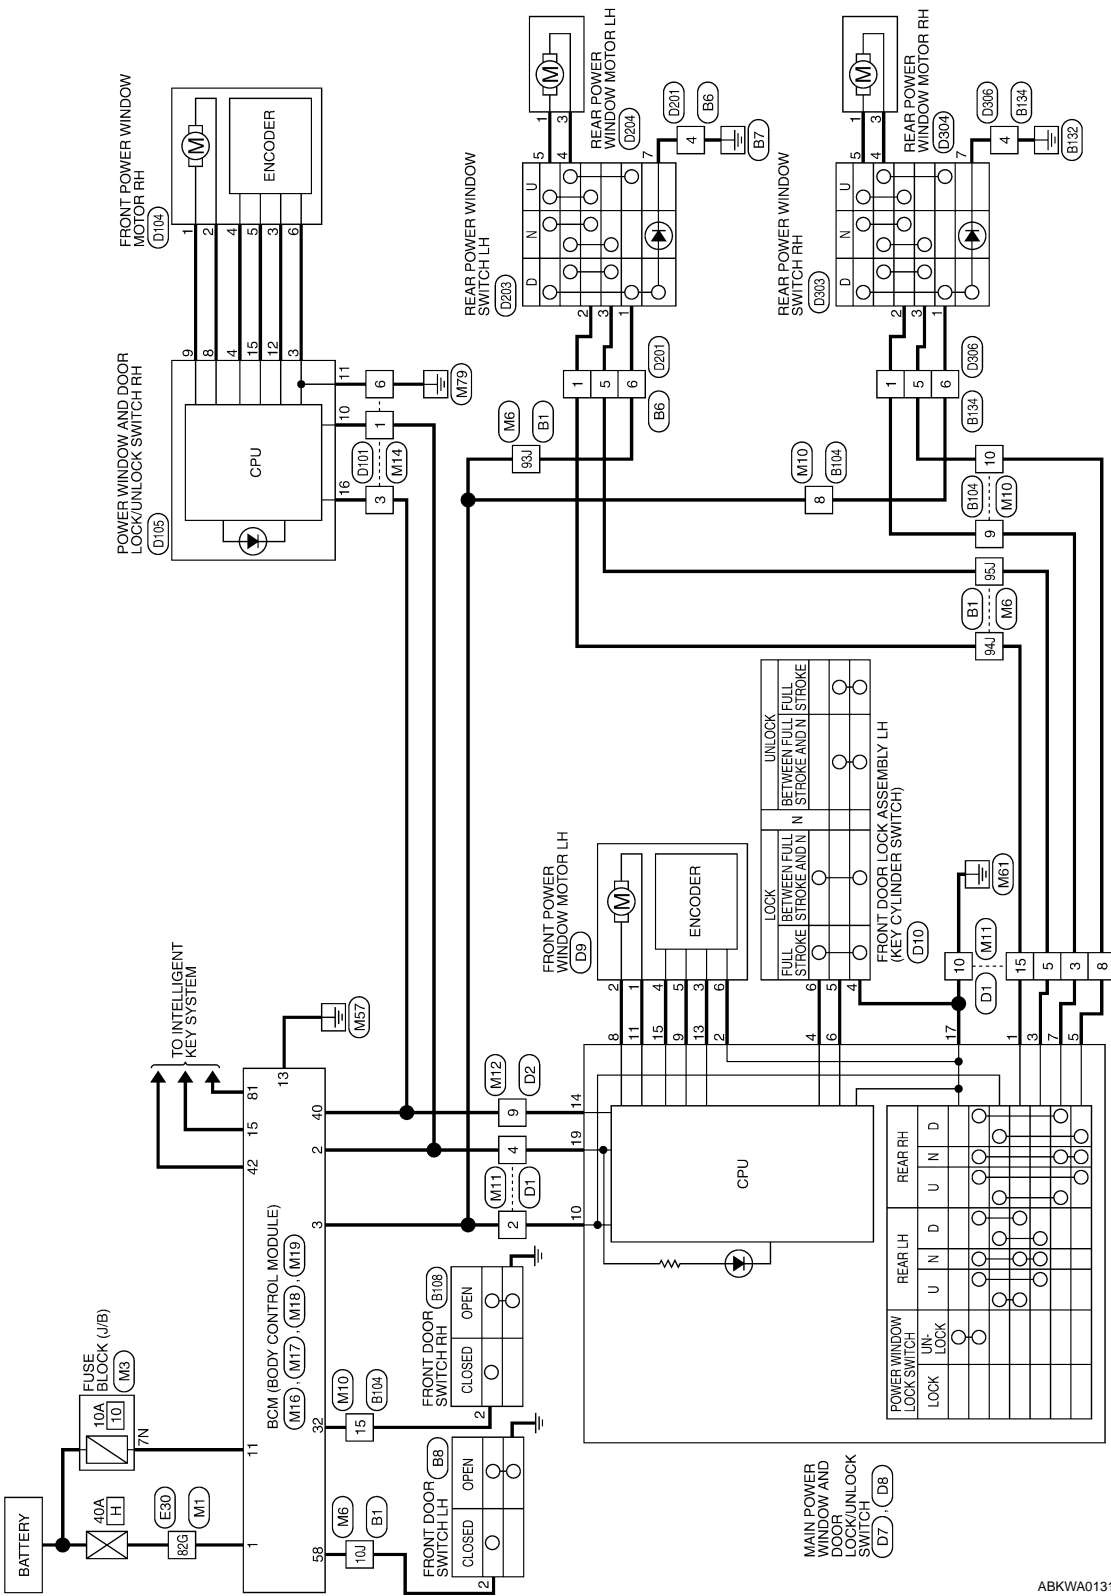 BATTERY
40A
H
82G
E30
M1
FUSE
BLOCK (J/B)
M3
10A
10
7N
1
11
BCM (BODY CONTROL MODULE)
M16 , M17 , M18 , M19
42
15
81
TO INTELLIGENT
KEY SYSTEM
13
M57
58
32
3
2
40
10J
M6
B1
15
M10
B104
FRONT DOOR
SWITCH LH
B8
CLOSED
OPEN
2
FRONT DOOR
SWITCH RH
B108
CLOSED
OPEN
2
2
M11
D1
4
9
M12
D2
10
19
14
MAIN POWER
WINDOW AND
DOOR
LOCK/UNLOCK
SWITCH
D7 , D8
CPU
POWER WINDOW
LOCK SWITCH
LOCK
UN-
LOCK
REAR LH
U
N
D
REAR RH
U
N
D
8
11
15
9
13
2
4
6
17
1
3
7
5
FRONT POWER
WINDOW MOTOR LH
D9
M
ENCODER
2
1
4
5
3
6
LOCK
FULL
STROKE
BETWEEN FULL
STROKE AND N
N
UNLOCK
BETWEEN FULL
STROKE AND N
FULL
STROKE
6
5
4
FRONT DOOR LOCK ASSEMBLY LH
(KEY CYLINDER SWITCH)
D10
10
D1
M11
M61
15
5
3
8
POWER WINDOW AND DOOR
LOCK/UNLOCK SWITCH RH
D105
CPU
9
8
4
15
12
3
16
10
11
3
D101
M14
1
6
M79
FRONT POWER WINDOW
MOTOR RH
D104
M
ENCODER
1
2
4
5
3
6
93J
M6
B1
8
M10
B104
94J
B1
M6
95J
9
B104
M10
10
1
5
6
B6
D201
REAR POWER WINDOW
SWITCH LH
D203
D
N
U
2
3
1
5
4
7
REAR POWER
WINDOW MOTOR LH
D204
M
1
3
4
D201
B6
B7
1
5
6
B134
D306
REAR POWER WINDOW
SWITCH RH
D303
D
N
U
2
3
1
5
4
7
REAR POWER
WINDOW MOTOR RH
D304
M
1
3
4
D306
B134
B132
ABKWA0131